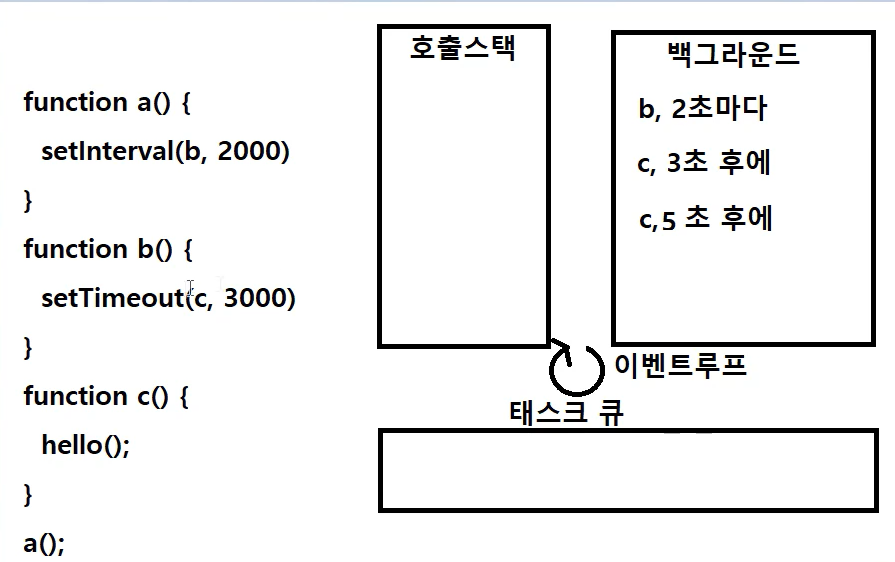 function a() {
setInterval(b, 2000)
}
function b() {
setTimeout(c, 3000)
}
function c() {
hello();
}
a();
호출스택
백그라운드
b, 2초마다
c, 3초 후에
c,5 초 후에
이벤트루프
태스크 큐